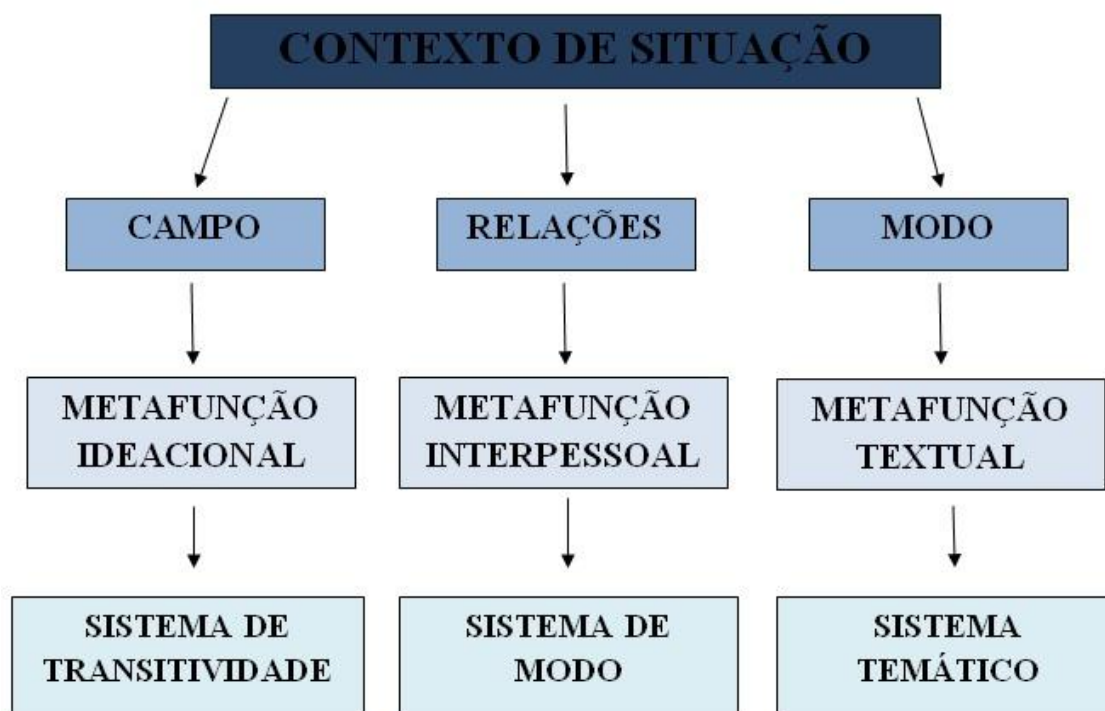 CONTEXTO DE SITUAÇÃO
CAMPO
RELAÇÕES
MODO
METAFUNÇÃO
IDEACIONAL
METAFUNÇÃO
INTERPESSOAL
METAFUNÇÃO
TEXTUAL
SISTEMA DE
TRANSITIVIDADE
SISTEMA DE
MODO
SISTEMA
TEMÁTICO